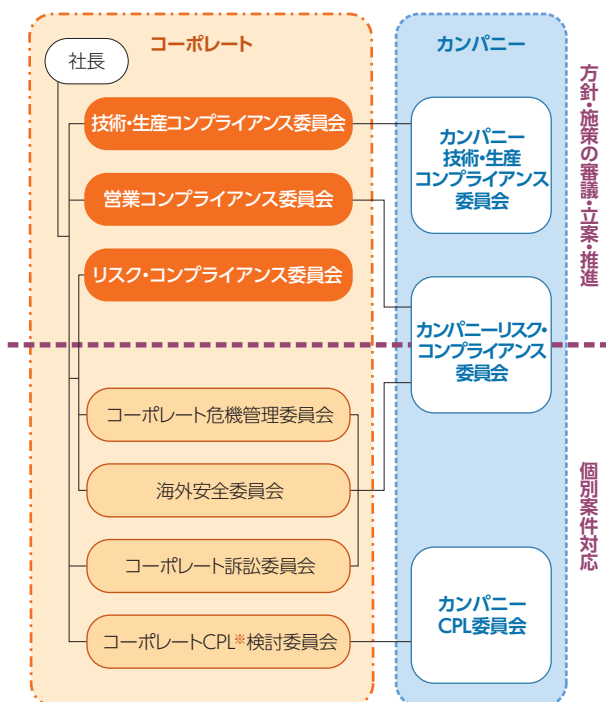 コーポレート
社長
技術・生産コンプライアンス委員会
営業コンプライアンス委員会
リスク・コンプライアンス委員会
コーポレート危機管理委員会
海外安全委員会
コーポレート訴訟委員会
コーポレートCPL※検討委員会
カンパニー
カンパニー
技術・生産
コンプライアンス
委員会
カンパニーリスク・
コンプライアンス
委員会
カンパニー
CPL委員会
方針・施策の審議・立案・推進
個別案件対応